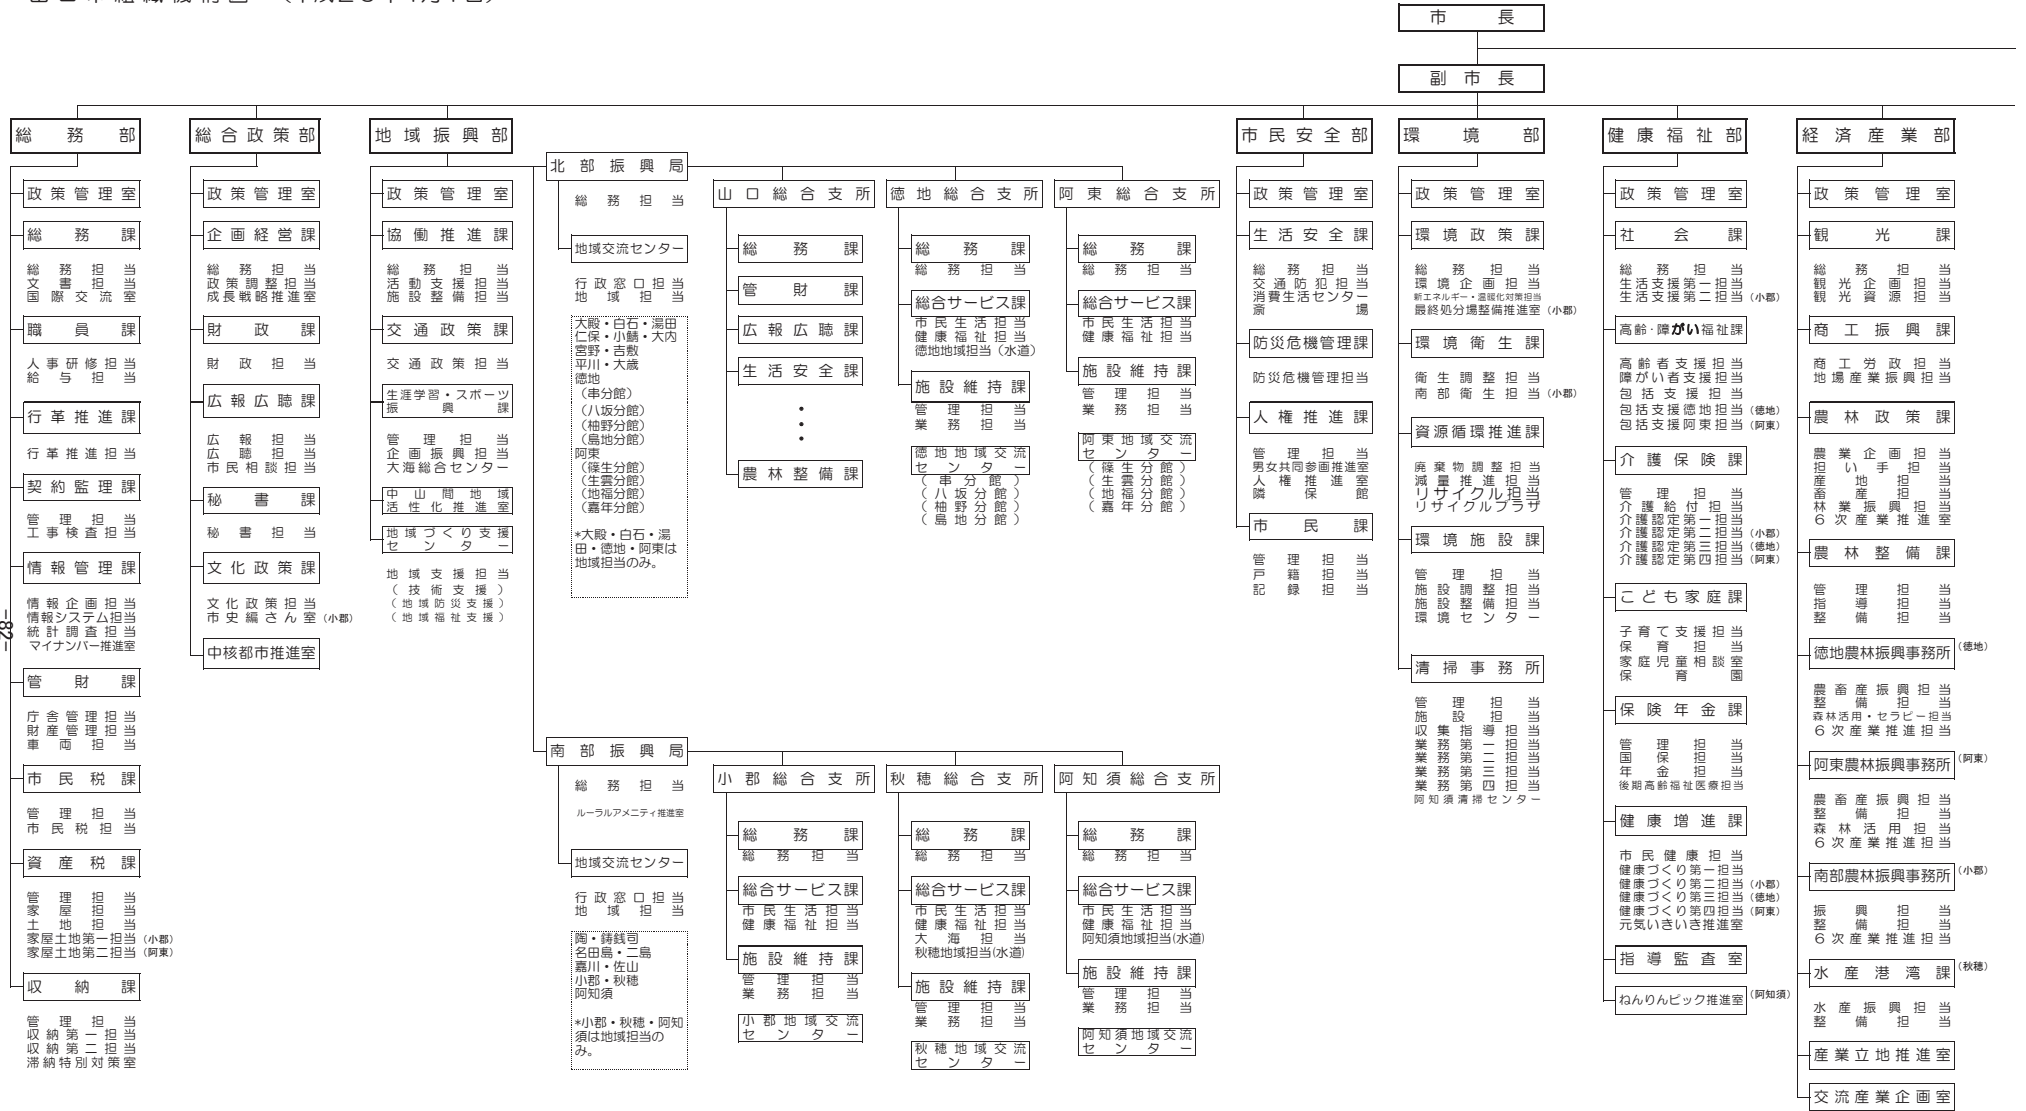 市長
副市長
総務部
政策管理室
総務課
総務担当
文書担当
国際交流室
職員課
人事研修担当
給与担当
行革推進課
行革推進担当
契約監理課
管理担当
工事検査担当
情報管理課
情報企画担当
情報システム担当
統計調査担当
マイナンバー推進室
管財課
庁舎管理担当
財産管理担当
車両担当
市民税課
管理担当
市民税担当
資産税課
管理担当
家屋担当
土地担当
家屋土地第一担当(小郡)
家屋土地第二担当(阿東)
収納課
管理担当
収納第一担当
収納第二担当
滞納特別対策室
総合政策部
政策管理室
企画経営課
総務担当
政策調整担当
成長戦略推進室
財政課
財政担当
広報広聴課
広報担当
広聴担当
市民相談担当
秘書課
秘書担当
文化政策課
文化政策担当
市史編さん室(小郡)
中核都市推進室
地域振興部
政策管理室
協働推進課
総務担当
活動支援担当
施設整備担当
交通政策課
交通政策担当
生涯学習・スポーツ
振興課
管理担当
企画振興担当
大海総合センター
中山間地域
活性化推進室
地域づくり支援
センター
地域支援担当
(技術支援)
(地域防災支援)
(地域福祉支援)
北部振興局
総務担当
地域交流センター
行政窓口担当
地域担当
大殿・白石・湯田
仁保・小鯖・大内
宮野・吉敷
平川・大歳
徳地
(串分館)
(八坂分館)
(柚野分館)
(島地分館)
阿東
(篠生分館)
(生雲分館)
(地福分館)
(嘉年分館)
*大殿・白石・湯
田・徳地・阿東は
地域担当のみ。
山口総合支所
総務課
管財課
広報広聴課
生活安全課
・
・
・
農林整備課
徳地総合支所
総務課
総務担当
総合サービス課
市民生活担当
健康福祉担当
徳地地域担当(水道)
施設維持課
管理担当
業務担当
徳地地域交流
センター
(串分館)
(八坂分館)
(柚野分館)
(島地分館)
阿東総合支所
総務課
総務担当
総合サービス課
市民生活担当
健康福祉担当
施設維持課
管理担当
業務担当
阿東地域交流
センター
(篠生分館)
(生雲分館)
(地福分館)
(嘉年分館)
南部振興局
総務担当
ルーラルアメニティ推進室
地域交流センター
行政窓口担当
地域担当
陶・鋳銭司
名田島・二島
嘉川・佐山
小郡・秋穂
阿知須
*小郡・秋穂・阿知
須は地域担当の
み。
小郡総合支所
総務課
総務担当
総合サービス課
市民生活担当
健康福祉担当
施設維持課
管理担当
業務担当
小郡地域交流
センター
秋穂総合支所
総務課
総務担当
総合サービス課
市民生活担当
健康福祉担当
大海担当
秋穂地域担当(水道)
施設維持課
管理担当
業務担当
秋穂地域交流
センター
阿知須総合支所
総務課
総務担当
総合サービス課
市民生活担当
健康福祉担当
阿知須地域担当(水道)
施設維持課
管理担当
業務担当
阿知須地域交流
センター
市民安全部
政策管理室
生活安全課
総務担当
交通防犯担当
消費生活センター
斎場
防災危機管理課
防災危機管理担当
人権推進課
管理担当
男女共同参画推進室
人権推進室
隣保館
市民課
管理担当
戸籍担当
記録担当
環境部
政策管理室
環境政策課
総務担当
環境企画担当
新エネルギー・温暖化対策担当
最終処分場整備推進室(小郡)
環境衛生課
衛生調整担当
南部衛生担当(小郡)
資源循環推進課
廃棄物調整担当
減量推進担当
リサイクル担当
リサイクルプラザ
環境施設課
管理担当
施設調整担当
施設整備担当
環境センター
清掃事務所
管理担当
施設担当
収集指導担当
業務第一担当
業務第二担当
業務第三担当
業務第四担当
阿知須清掃センター
健康福祉部
政策管理室
社会課
総務担当
生活支援第一担当
生活支援第二担当(小郡)
高齢・障がい福祉課
高齢者支援担当
障がい者支援担当
包括支援担当
包括支援徳地担当(徳地)
包括支援阿東担当(阿東)
介護保険課
管理担当
介護給付担当
介護認定第一担当
介護認定第二担当(小郡)
介護認定第三担当(徳地)
介護認定第四担当(阿東)
こども家庭課
子育て支援担当
保育担当
家庭児童相談室
保育園
保険年金課
管理担当
国保担当
年金担当
後期高齢福祉医療担当
健康増進課
市民健康担当
健康づくり第一担当
健康づくり第二担当(小郡)
健康づくり第三担当(徳地)
健康づくり第四担当(阿東)
元気いきいき推進室
指導監査室
ねんりんピック推進室(阿知須)
経済産業部
政策管理室
観光課
総務担当
観光企画担当
観光資源担当
商工振興課
商工労政担当
地場産業振興担当
農林政策課
農業企画担当
担い手担当
産地担当
畜産担当
林業振興担当
6次産業推進室
農林整備課
管理担当
指導担当
整備担当
徳地農林振興事務所(徳地)
農畜産振興担当
整備担当
森林活用・セラピー担当
6次産業推進担当
阿東農林振興事務所(阿東)
農畜産振興担当
整備担当
森林活用担当
6次産業推進担当
南部農林振興事務所(小郡)
振興担当
整備担当
6次産業推進担当
水産港湾課(秋穂)
水産振興担当
整備担当
産業立地推進室
交流産業企画室
-82-